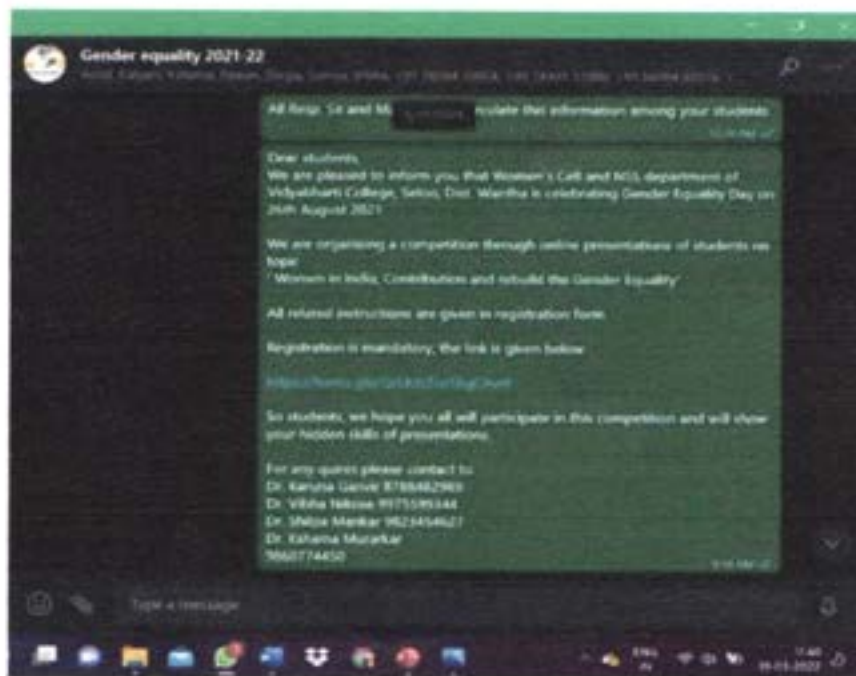 Gender equality 2021-22
All Resp. Sir and this information among your students
Dear students,
We are pleased to inform you that Women's Cell and NSS department of
Vidyabharti College, Seloo, Dist. Wardha is celebrating Gender Equality Day on
26th August 2021
We are organising a competition through online presentations of students on
topic
' Women in India, Contribution and rebuild the Gender Equality'
All related instructions are given in registration form
Registration is mandatory, the link is given below
So students, we hope you all will participate in this competition and will show
your hidden skills of presentations.
For any quires please contact to
Dr. Karuna 8788482969
Dr. Vibha 9975599344
Dr. Shilpa Mankar 9823454627
Dr. Kshama Murarkar
9860774450
Type a message
ENG
IN
11:40